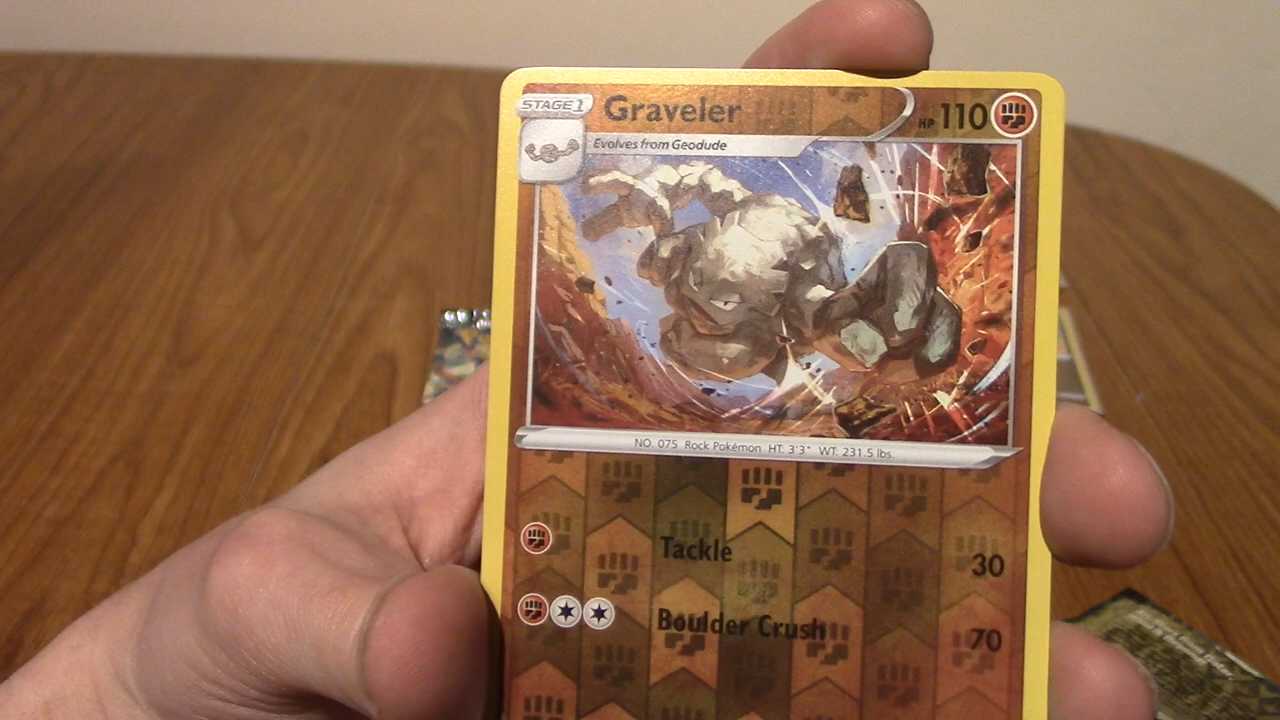 STAGE 1 Graveler HP 110
Evolves from Geodude
NO. 075 Rock Pokémon HT: 3'3" WT: 231.5 lbs.
Tackle 30
Boulder Crush 70